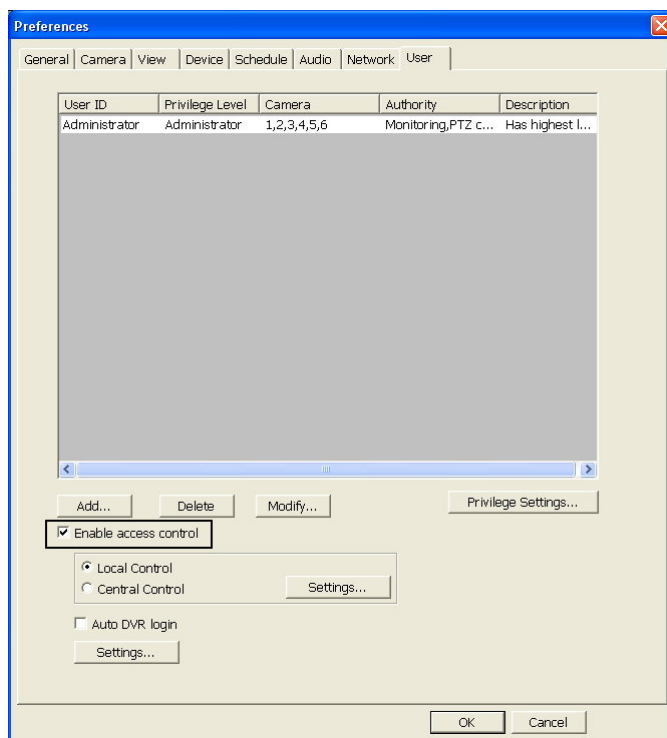 Preferences
General Camera View Device Schedule Audio Network User
User ID Privilege Level Camera Authority Description
Administrator Administrator 1,2,3,4,5,6 Monitoring,PTZ c... Has highest l...
Add... Delete Modify... Privilege Settings...
Enable access control
Local Control
Central Control Settings...
Auto DVR login
Settings...
OK Cancel